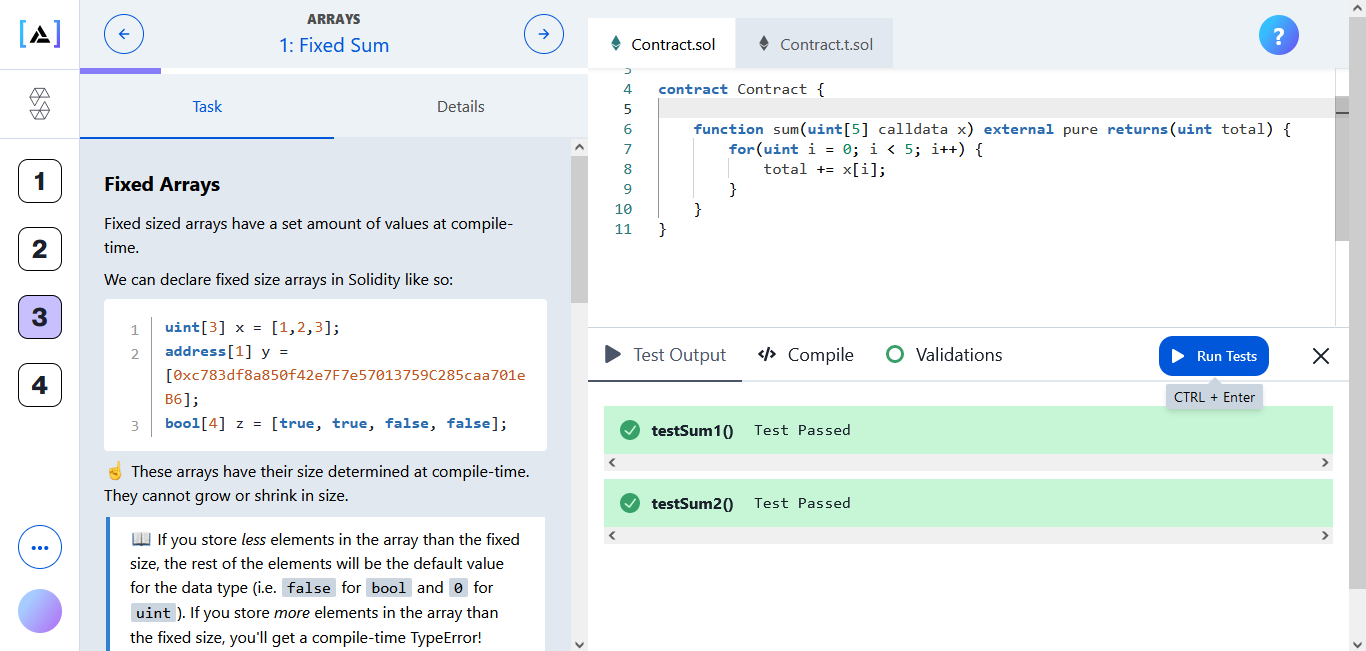 ARRAYS
1: Fixed Sum
Task
Details
1
2
3
4
Fixed Arrays
Fixed sized arrays have a set amount of values at compile-
time.
We can declare fixed size arrays in Solidity like so:
1 uint[3] x = [1,2,3];
2 address[1] y =
[0xc783df8a850f42e7F7e57013759C285caa701e
B6];
3 bool[4] z = [true, true, false, false];
☝ These arrays have their size determined at compile-time.
They cannot grow or shrink in size.
📖 If you store less elements in the array than the fixed
size, the rest of the elements will be the default value
for the data type (i.e. false for bool and 0 for
uint). If you store more elements in the array than
the fixed size, you'll get a compile-time TypeError!
Contract.sol
Contract.t.sol
?
3
4 contract Contract {
5
6 function sum(uint[5] calldata x) external pure returns(uint total) {
7 for(uint i = 0; i < 5; i++) {
8 total += x[i];
9 }
10 }
11 }
Test Output
Compile
Validations
Run Tests
CTRL + Enter
testSum1() Test Passed
testSum2() Test Passed